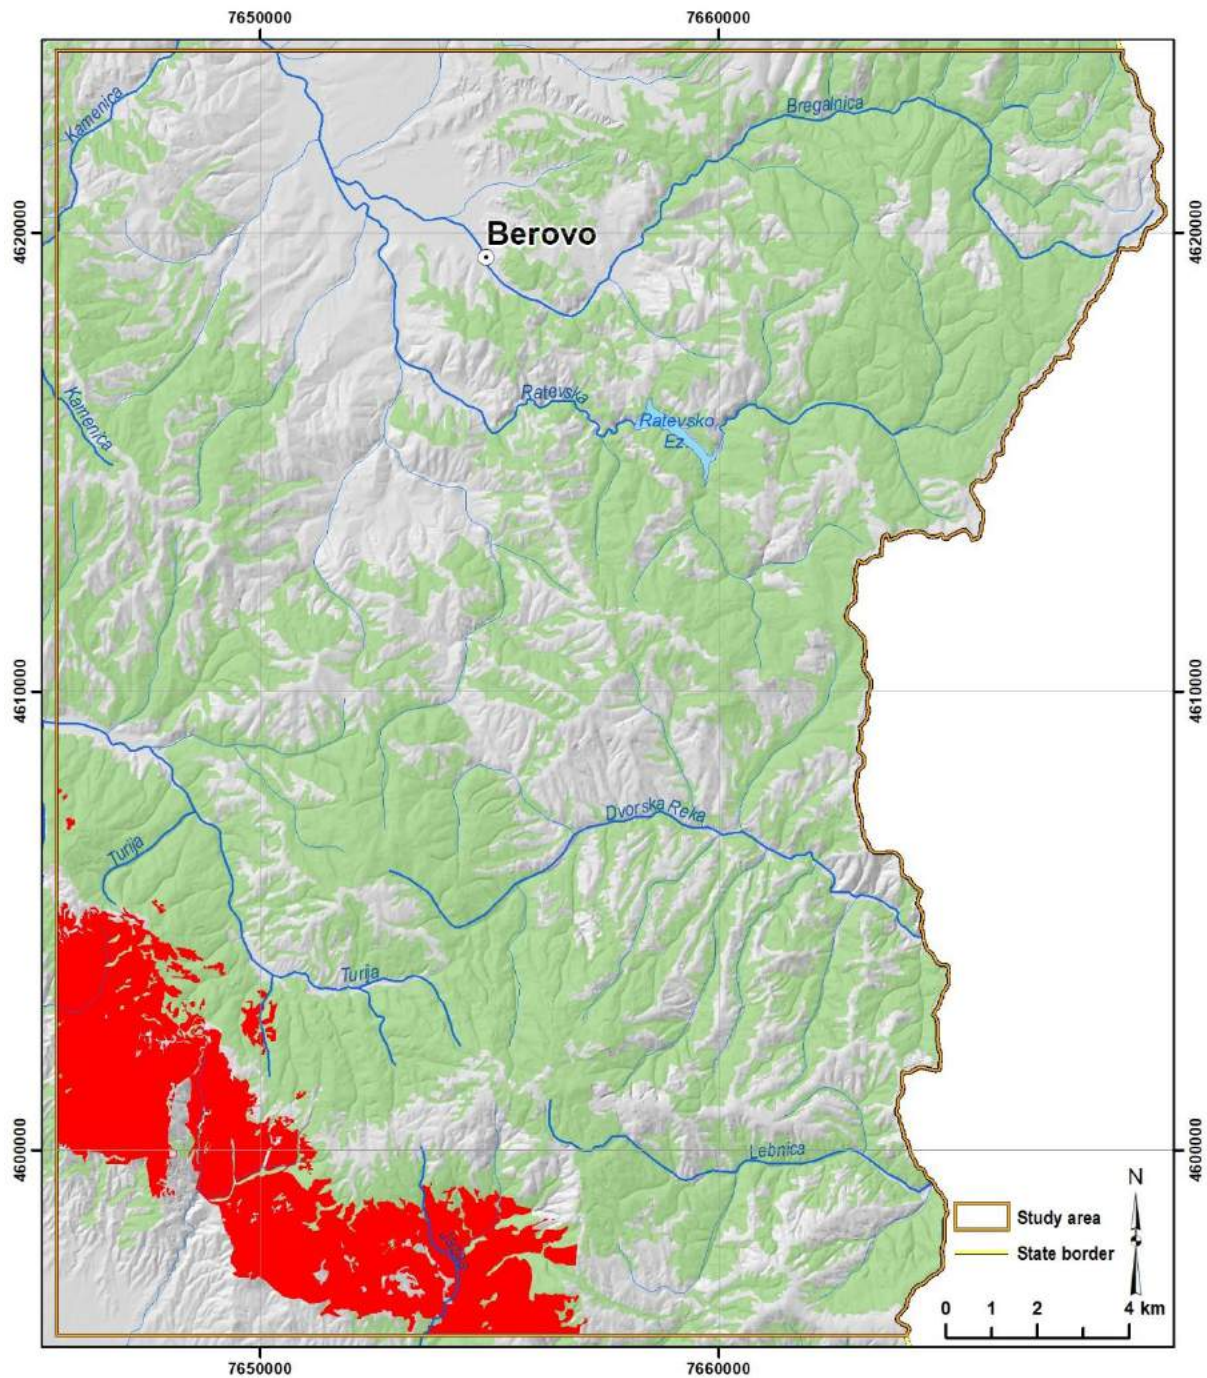 7650000
7660000
Kamenica
Bregalnica
4620000
Berovo
4620000
Kamenica
Ratevska
Ratevsko
Ez.
4610000
4610000
Dvorska Reka
Turija
Turija
4600000
Lebnica
4600000
N
Study area
State border
0 1 2 4 km
7650000
7660000